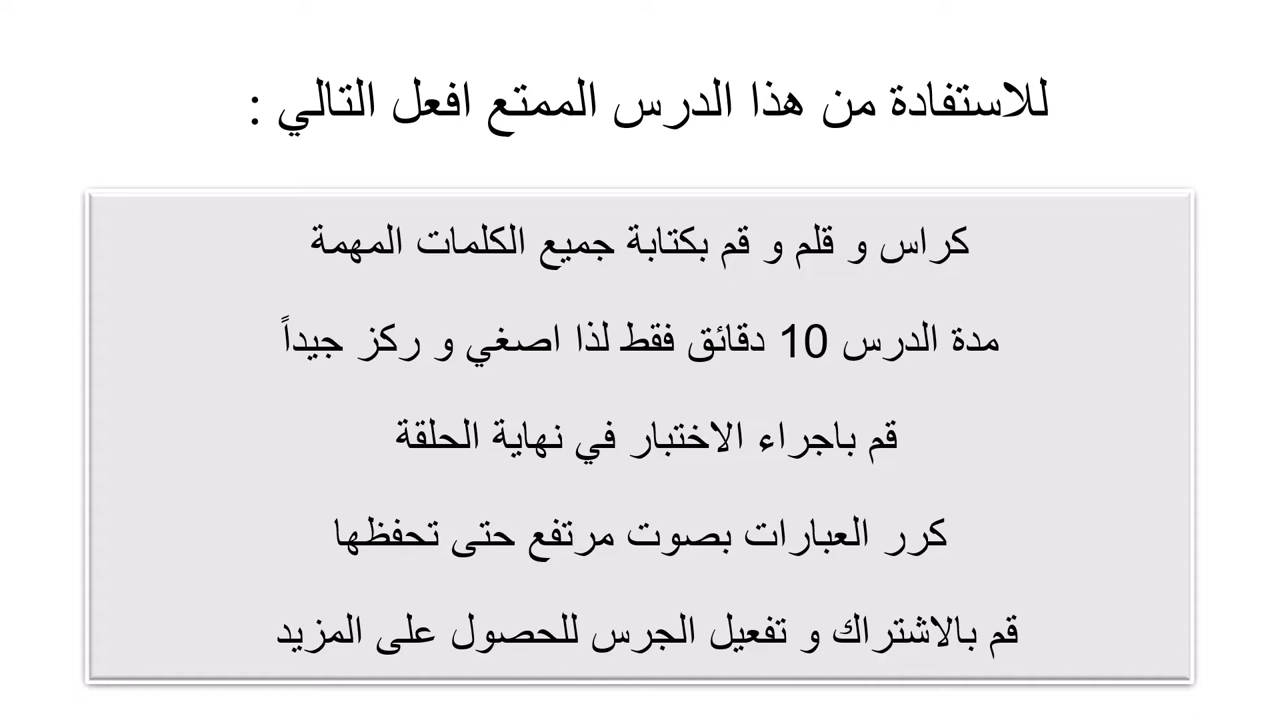 للاستفادة من هذا الدرس الممتع افعل التالي :
كراس و قلم و قم بكتابة جميع الكلمات المهمة
مدة الدرس 10 دقائق فقط لذا اصغي و ركز جيداً
قم باجراء الاختبار في نهاية الحلقة
كرر العبارات بصوت مرتفع حتى تحفظها
قم بالاشتراك و تفعيل الجرس للحصول على المزيد